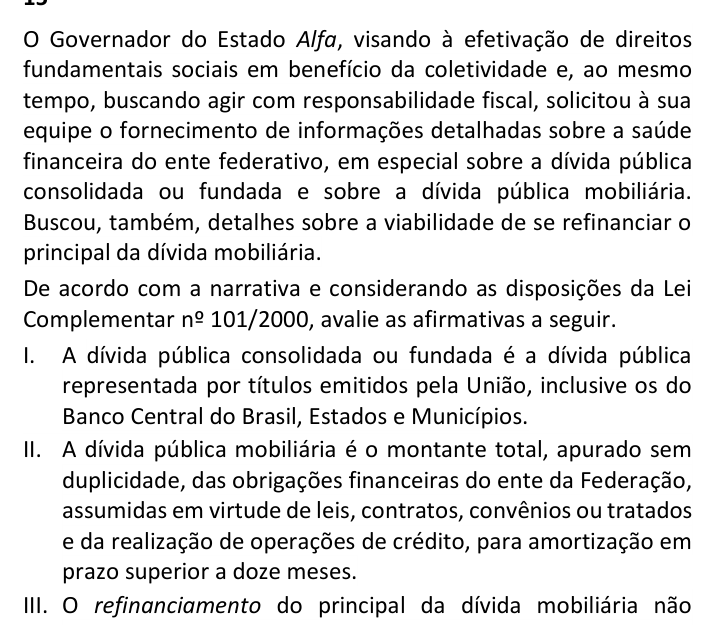 O Governador do Estado Alfa, visando à efetivação de direitos
fundamentais sociais em benefício da coletividade e, ao mesmo
tempo, buscando agir com responsabilidade fiscal, solicitou à sua
equipe o fornecimento de informações detalhadas sobre a saúde
financeira do ente federativo, em especial sobre a dívida pública
consolidada ou fundada e sobre a dívida pública mobiliária.
Buscou, também, detalhes sobre a viabilidade de se refinanciar o
principal da dívida mobiliária.
De acordo com a narrativa e considerando as disposições da Lei
Complementar nº 101/2000, avalie as afirmativas a seguir.
I. A dívida pública consolidada ou fundada é a dívida pública
representada por títulos emitidos pela União, inclusive os do
Banco Central do Brasil, Estados e Municípios.
II. A dívida pública mobiliária é o montante total, apurado sem
duplicidade, das obrigações financeiras do ente da Federação,
assumidas em virtude de leis, contratos, convênios ou tratados
e da realização de operações de crédito, para amortização em
prazo superior a doze meses.
III. O refinanciamento do principal da dívida mobiliária não